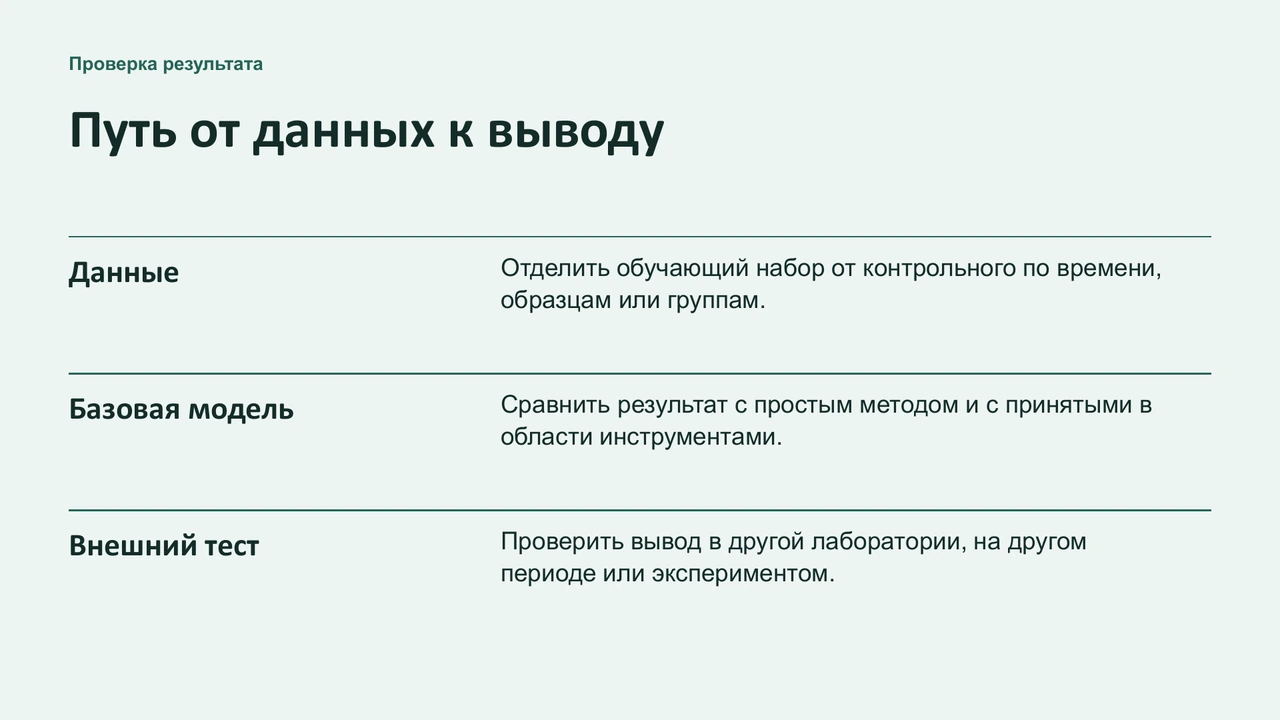 Проверка результата
Путь от данных к выводу
Данные
Отделить обучающий набор от контрольного по времени,
образцам или группам.
Базовая модель
Сравнить результат с простым методом и с принятыми в
области инструментами.
Внешний тест
Проверить вывод в другой лаборатории, на другом
периоде или экспериментом.